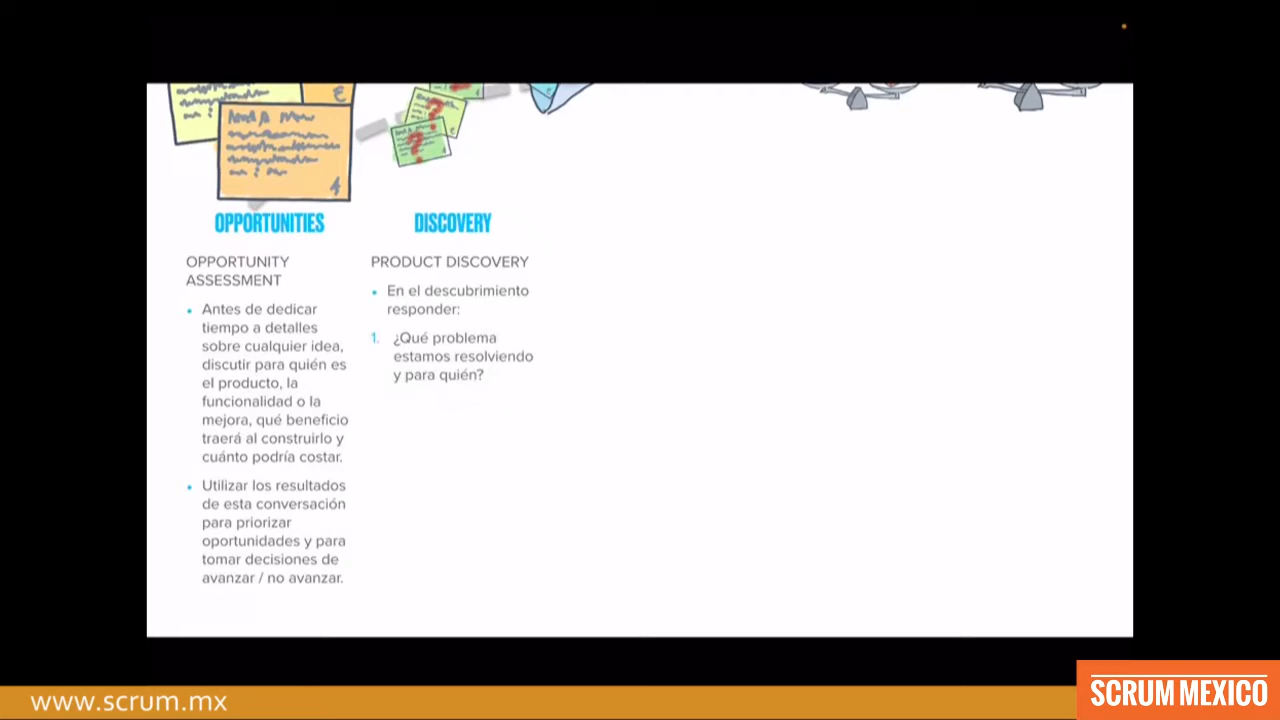 OPPORTUNITIES
OPPORTUNITY
ASSESSMENT
• Antes de dedicar
tiempo a detalles
sobre cualquier idea,
discutir para quién es
el producto, la
funcionalidad o la
mejora, qué beneficio
traerá al construirlo y
cuánto podría costar.
• Utilizar los resultados
de esta conversación
para priorizar
oportunidades y para
tomar decisiones de
avanzar / no avanzar.
DISCOVERY
PRODUCT DISCOVERY
• En el descubrimiento
responder:
1. ¿Qué problema
estamos resolviendo
y para quién?
www.scrum.mx
SCRUM MEXICO